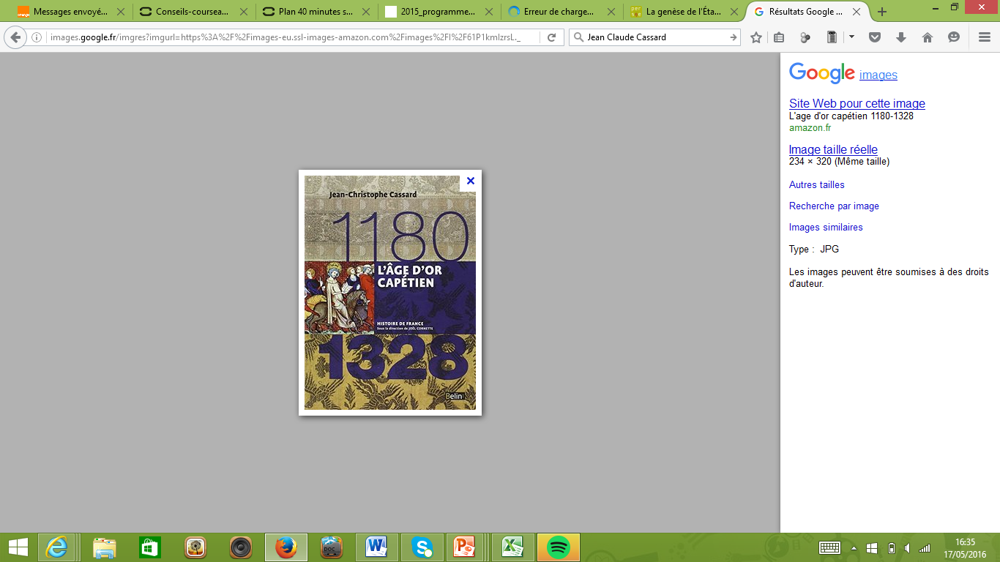 Messages envoyé...
Conseils-coursea...
Plan 40 minutes s...
2015_programme...
Erreur de charge...
La genèse de l'Éta...
Résultats Google ...
images.google.fr/imgres?imgurl=https%3A%2F%2Fimages-eu.ssl-images-amazon.com%2Fimages%2FI%2F61P1kmlzrsL._
Jean Claude Cassard
Google images
Site Web pour cette image
L'age d'or capétien 1180-1328
amazon.fr
Image taille réelle
234 × 320 (Même taille)
Autres tailles
Recherche par image
Images similaires
Type : JPG
Les images peuvent être soumises à des droits
d'auteur.
Jean-Christophe Cassard
1180
L'ÂGE D'OR
CAPÉTIEN
HISTOIRE DE FRANCE
Sous la direction de JOËL CORNETTE
1328
Belin:
16:35
17/05/2016